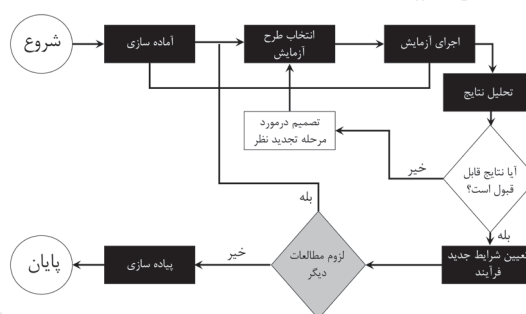 شروع
آماده سازی
انتخاب طرح
آزمایش
اجرای آزمایش
تحلیل نتایج
آیا نتایج قابل
قبول است؟
خیر
تصمیم درمورد
مرحله تجدید نظر
بله
تعیین شرایط جدید
فرآیند
لزوم مطالعات
دیگر
بله
خیر
پیاده سازی
پایان